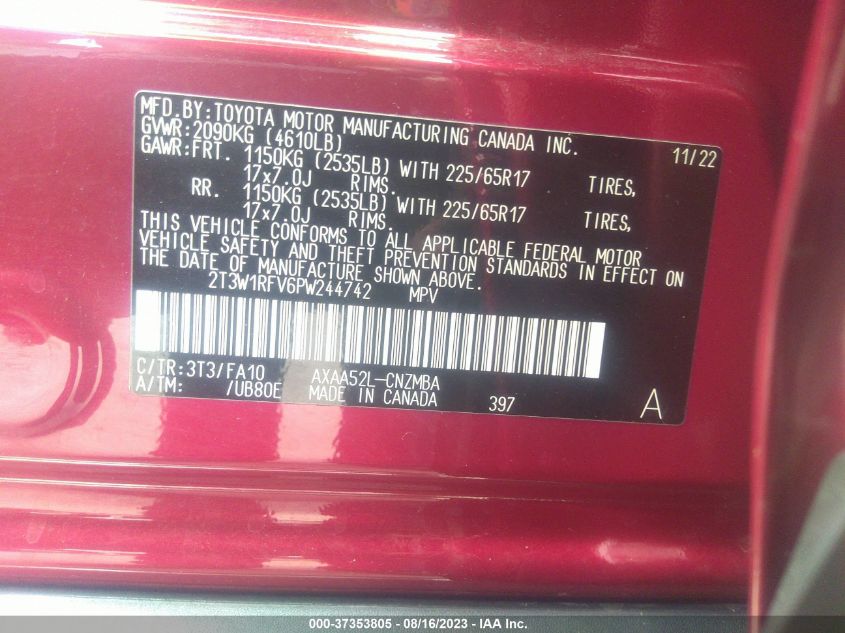 MFD.BY:TOYOTA MOTOR MANUFACTURING CANADA INC. 11/22
GVWR:2090KG (4610LB)
GAWR:FRT. 1150KG (2535LB) WITH 225/65R17 TIRES,
17x7.0J RIMS.
RR. 1150KG (2535LB) WITH 225/65R17 TIRES,
17x7.0J RIMS.
THIS VEHICLE CONFORMS TO ALL APPLICABLE FEDERAL MOTOR
VEHICLE SAFETY AND THEFT PREVENTION STANDARDS IN EFFECT ON
THE DATE OF MANUFACTURE SHOWN ABOVE.
2T3W1RFV6PW244742 MPV
C/TR:3T3/FA10 AXAA52L-CNZMBA
A/TM: /UB80E MADE IN CANADA 397 A
000-37353805 - 08/16/2023 - IAA Inc.